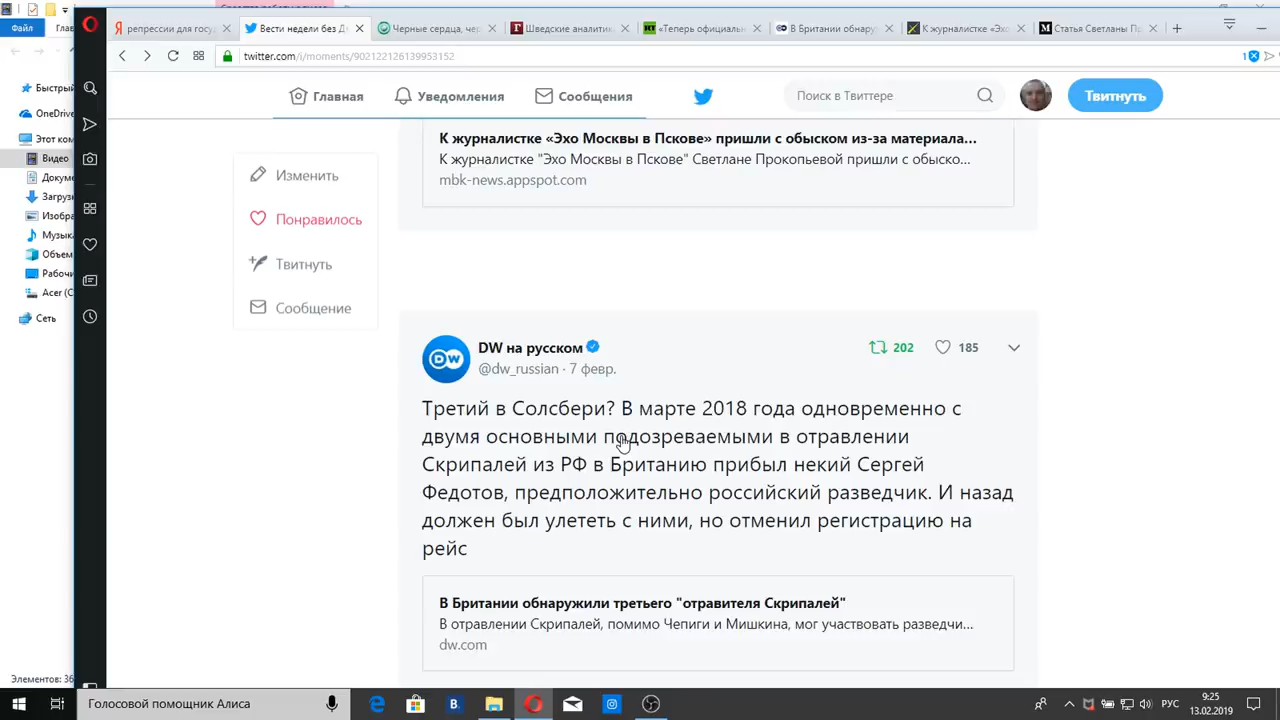 Файл
Глав
репрессии для госу
Вести недели без Д
Черные сердца, че
Шведские аналитик
«Теперь официаль
В Британии обнару
К журналистке «Эхо
Статья Светланы П
twitter.com/i/moments/902122126139953152
1
Быстрый
OneDrive
Этот ком
Видео
Докуме
Загрузк
Изобра
Музык
Объем
Рабочи
Acer (C
Сеть
Элементов: 36
Главная
Уведомления
Сообщения
Поиск в Твиттере
Твитнуть
Изменить
Понравилось
Твитнуть
Сообщение
К журналистке «Эхо Москвы в Пскове» пришли с обыском из-за материала...
К журналистке "Эхо Москвы в Пскове" Светлане Прокопьевой пришли с обыско...
mbk-news.appspot.com
DW на русском
@dw_russian · 7 февр.
202
185
Третий в Солсбери? В марте 2018 года одновременно с
двумя основными подозреваемыми в отравлении
Скрипалей из РФ в Британию прибыл некий Сергей
Федотов, предположительно российский разведчик. И назад
должен был улететь с ними, но отменил регистрацию на
рейс
В Британии обнаружили третьего "отравителя Скрипалей"
В отравлении Скрипалей, помимо Чепиги и Мишкина, мог участвовать разведчи...
dw.com
Голосовой помощник Алиса
РУС
9:25
13.02.2019